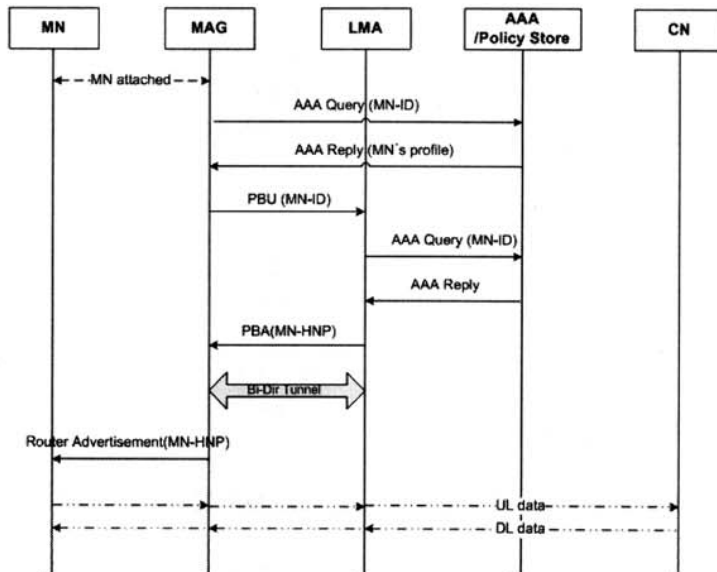 MN
MAG
LMA
AAA
/Policy Store
CN
MN attached
AAA Query (MN-ID)
AAA Reply (MN´s profile)
PBU (MN-ID)
AAA Query (MN-ID)
AAA Reply
PBA(MN-HNP)
Bi-Dir Tunnel
Router Advertisement(MN-HNP)
UL data
DL data